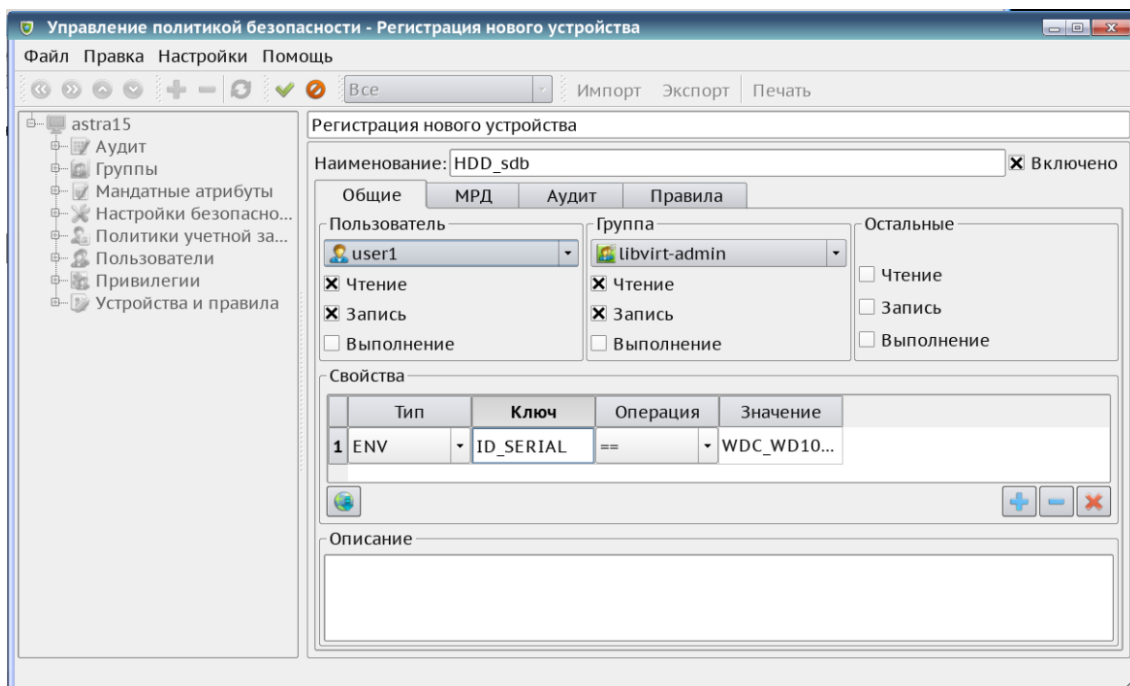 Управление политикой безопасности - Регистрация нового устройства
Файл Правка Настройки Помощь
Все Импорт Экспорт Печать
astra15
Аудит
Группы
Мандатные атрибуты
Настройки безопасно...
Политики учетной за...
Пользователи
Привилегии
Устройства и правила
Регистрация нового устройства
Наименование: HDD_sdb Включено
Общие МРД Аудит Правила
Пользователь Группа Остальные
user1 libvirt-admin
Чтение Чтение Чтение
Запись Запись Запись
Выполнение Выполнение Выполнение
Свойства
Тип Ключ Операция Значение
1 ENV ID_SERIAL == WDC_WD10...
Описание